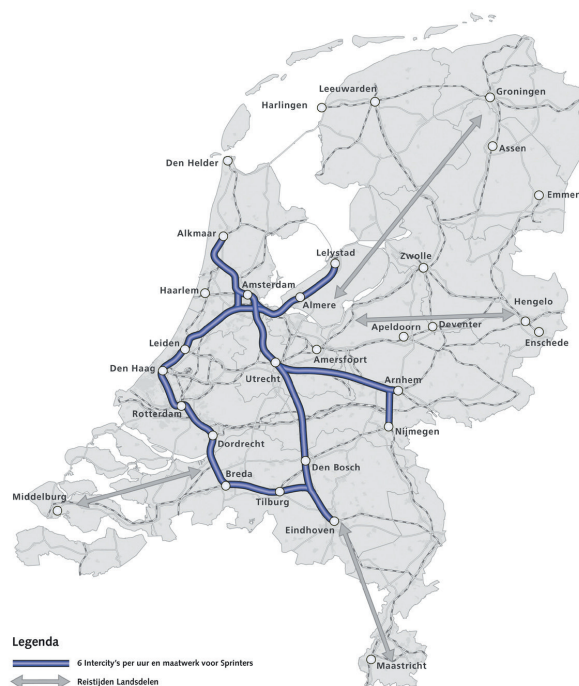 Groningen
Leeuwarden
Harlingen
Assen
Den Helder
Emmen
Alkmaar
Lelystad
Zwolle
Haarlem
Amsterdam
Almere
Hengelo
Apeldoorn
Deventer
Enschede
Leiden
Amersfoort
Den Haag
Utrecht
Arnhem
Rotterdam
Nijmegen
Dordrecht
Den Bosch
Breda
Middelburg
Tilburg
Eindhoven
Legenda
6 Intercity's per uur en maatwerk voor Sprinters
Maastricht
Reistijden Landsdelen